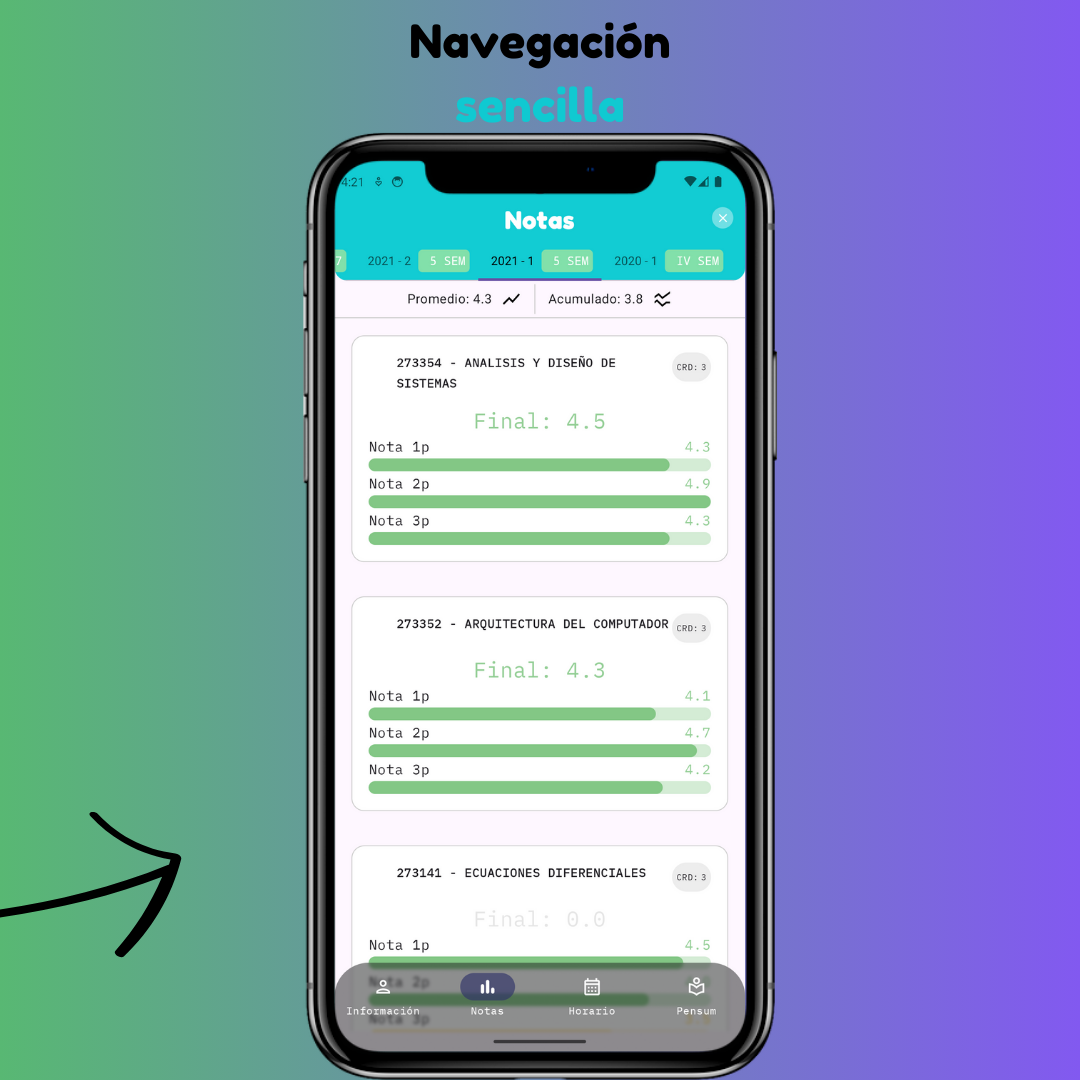 Navegación
sencilla
4:21
Notas
7 2021 - 2 5 SEM 2021 - 1 5 SEM 2020 - 1 IV SEM
Promedio: 4.3 Acumulado: 3.8
273354 - ANALISIS Y DISEÑO DE
SISTEMAS
CRD: 3
Final: 4.5
Nota 1p 4.3
Nota 2p 4.9
Nota 3p 4.3
273352 - ARQUITECTURA DEL COMPUTADOR
CRD: 3
Final: 4.3
Nota 1p 4.1
Nota 2p 4.7
Nota 3p 4.2
273141 - ECUACIONES DIFERENCIALES
CRD: 3
Final: 0.0
Nota 1p 4.5
Nota 2p
Nota 3p
Información Notas Horario Pensum